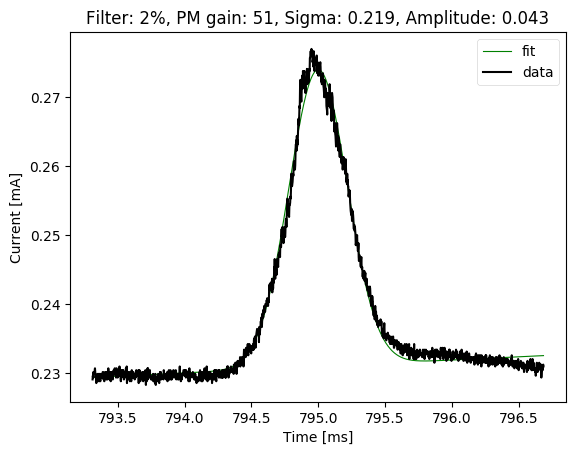 Filter: 2%, PM gain: 51, Sigma: 0.219, Amplitude: 0.043
fit
data
0.27
0.26
0.25
0.24
0.23
Current [mA]
793.5 794.0 794.5 795.0 795.5 796.0 796.5
Time [ms]